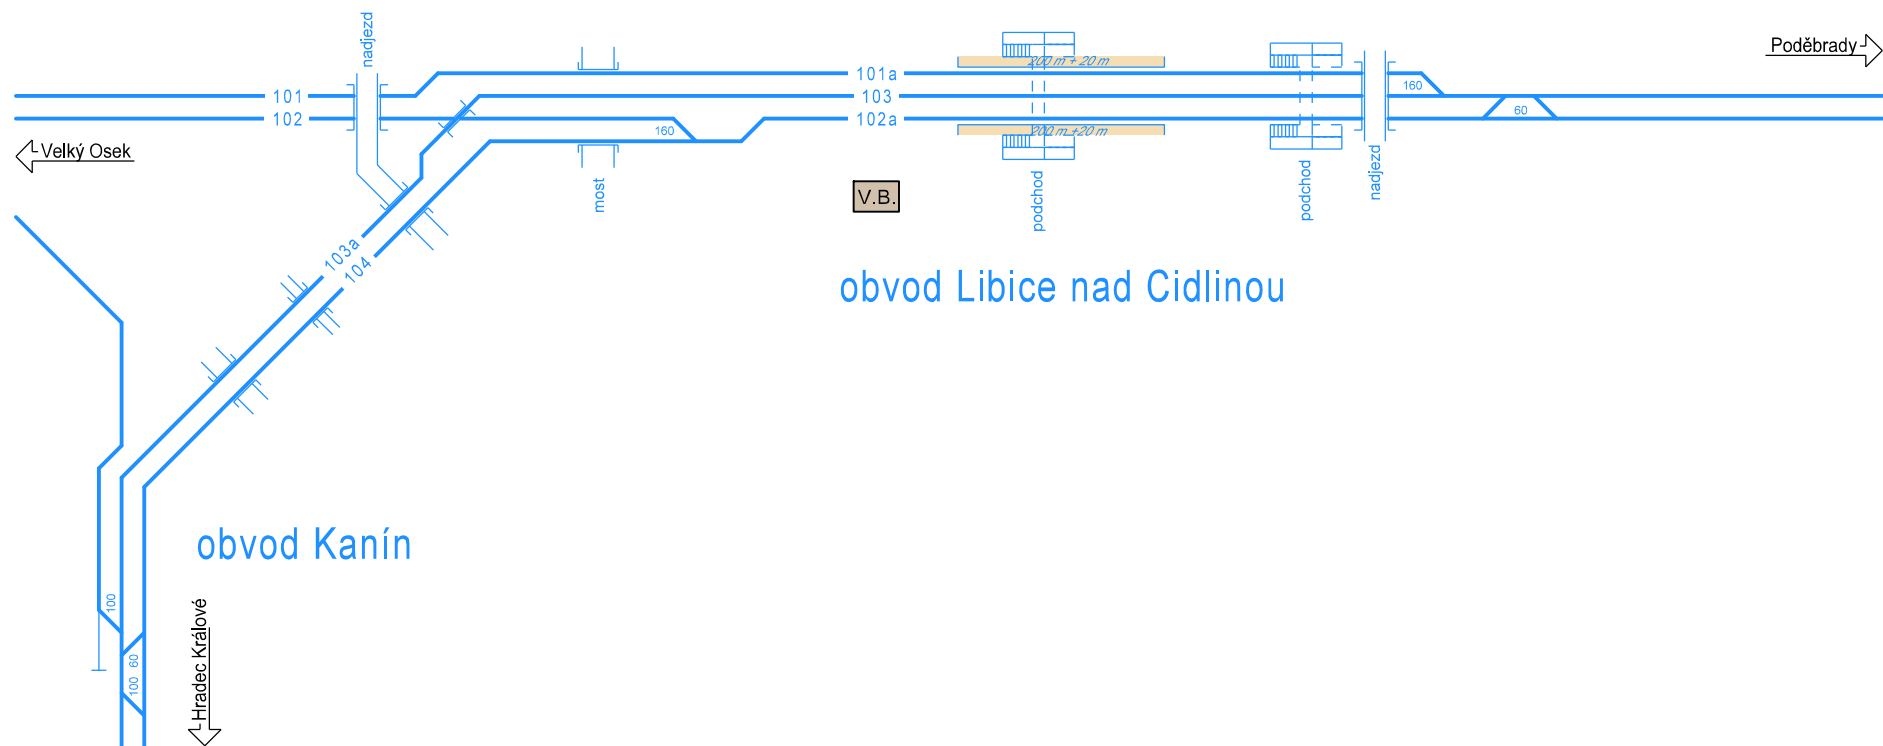 nadjezd
Poděbrady
200 m + 20 m
101a
101
103
160
102
102a
160
60
200 m +20 m
Velký Osek
most
V.B.
podchod
podchod
nadjezd
103a
104
obvod Libice nad Cidlinou
obvod Kanín
100
60
100
Hradec Králové